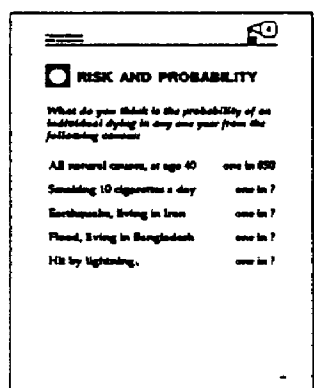 RISK AND PROBABILITY
What do you think is the probability of an
individual dying in any one year from the
following causes
All natural causes, at age 40 one in 850
Smoking 10 cigarettes a day one in ?
Earthquake, living in Iran one in ?
Flood, living in Bangladesh one in ?
Hit by lightning. one in ?